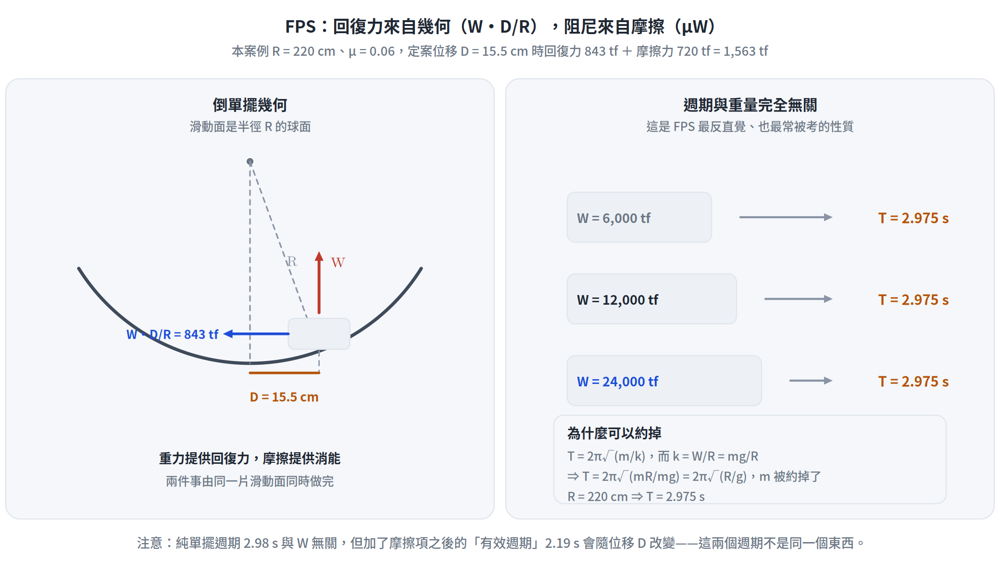 FPS：回復力來自幾何（W・D/R），阻尼來自摩擦（μW）
本案例 R = 220 cm、μ = 0.06，定案位移 D = 15.5 cm 時回復力 843 tf ＋ 摩擦力 720 tf = 1,563 tf
倒單擺幾何
滑動面是半徑 R 的球面
R
W
W・D/R = 843 tf
D = 15.5 cm
重力提供回復力，摩擦提供消能
兩件事由同一片滑動面同時做完
週期與重量完全無關
這是 FPS 最反直覺、也最常被考的性質
W = 6,000 tf
T = 2.975 s
W = 12,000 tf
T = 2.975 s
W = 24,000 tf
T = 2.975 s
為什麼可以約掉
T = 2π√(m/k)，而 k = W/R = mg/R
⇒ T = 2π√(mR/mg) = 2π√(R/g)，m 被約掉了
R = 220 cm ⇒ T = 2.975 s
注意：純單擺週期 2.98 s 與 W 無關，但加了摩擦項之後的「有效週期」2.19 s 會隨位移 D 改變——這兩個週期不是同一個東西。